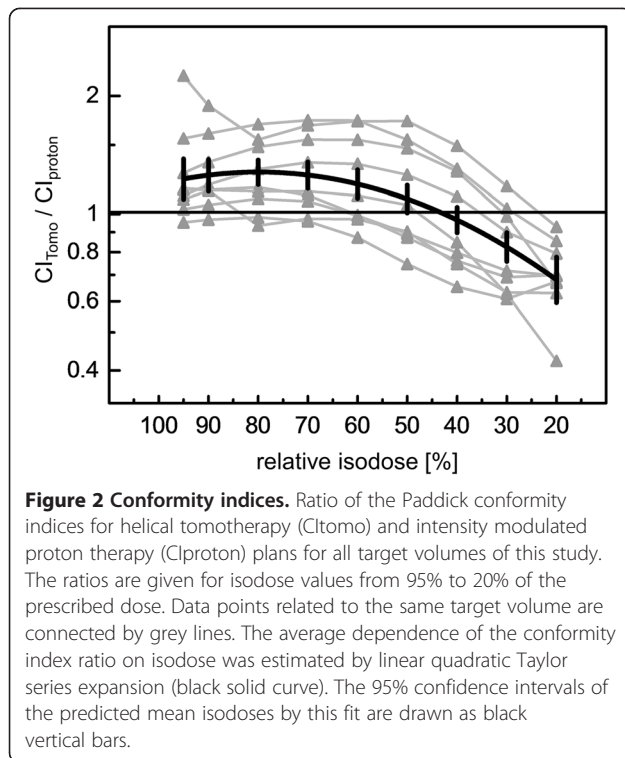 2
1
0.8
0.6
0.4
CI_Tomo / CI_proton
100 90 80 70 60 50 40 30 20
relative isodose [%]
Figure 2 Conformity indices. Ratio of the Paddick conformity
indices for helical tomotherapy (CItomo) and intensity modulated
proton therapy (CIproton) plans for all target volumes of this study.
The ratios are given for isodose values from 95% to 20% of the
prescribed dose. Data points related to the same target volume are
connected by grey lines. The average dependence of the conformity
index ratio on isodose was estimated by linear quadratic Taylor
series expansion (black solid curve). The 95% confidence intervals of
the predicted mean isodoses by this fit are drawn as black
vertical bars.